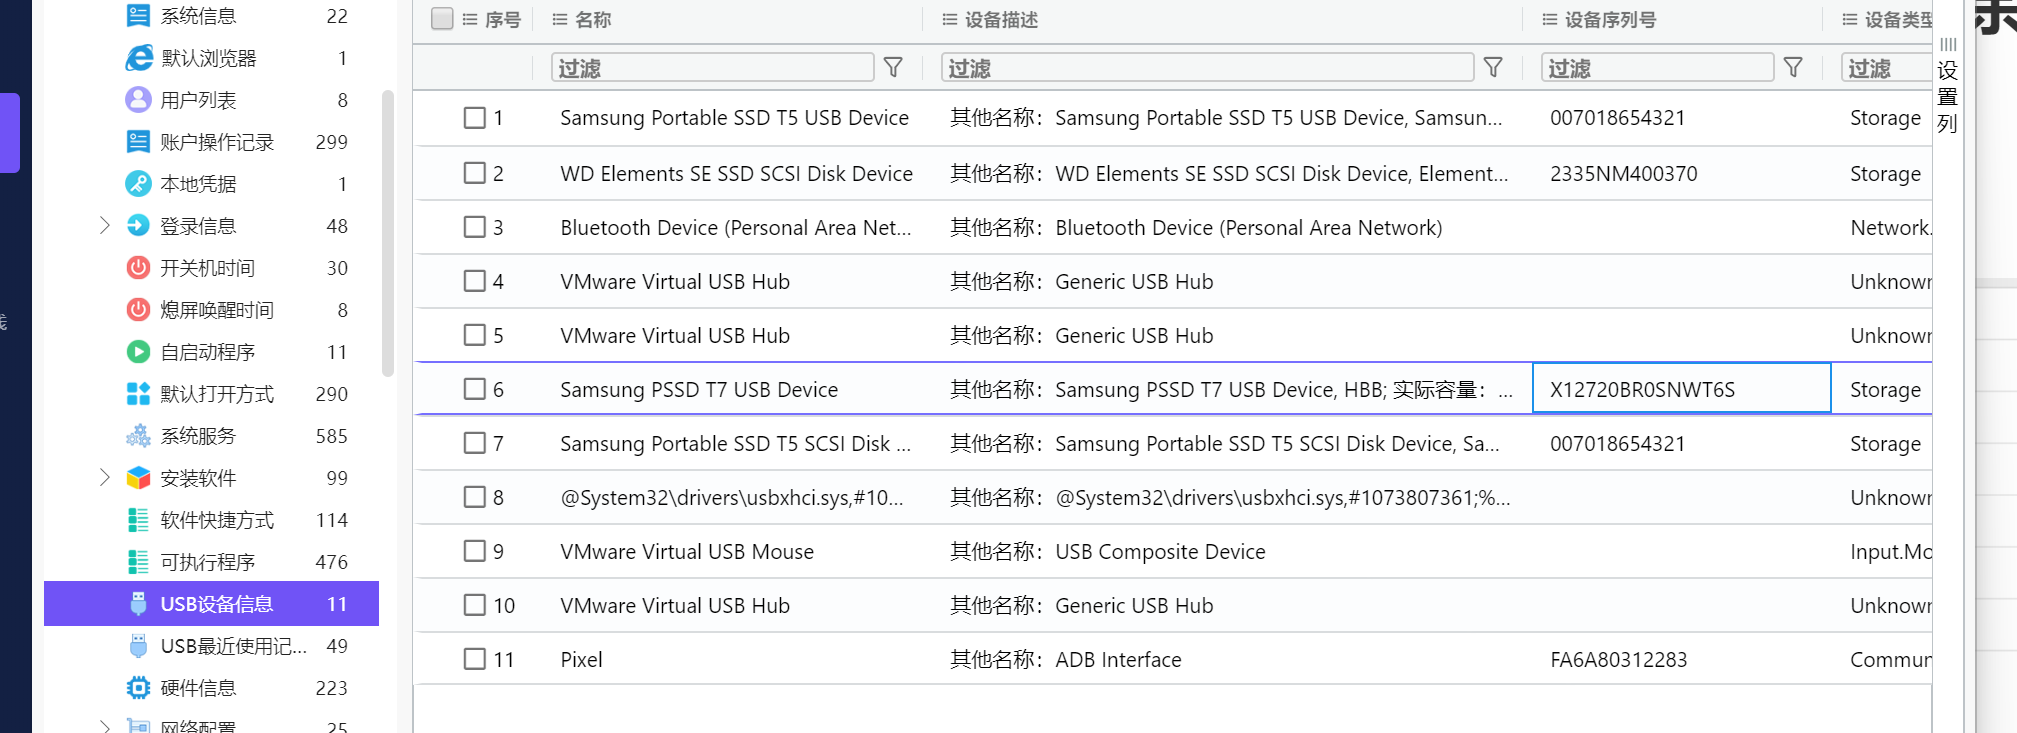 系统信息 22
默认浏览器 1
用户列表 8
账户操作记录 299
本地凭据 1
登录信息 48
开关机时间 30
熄屏唤醒时间 8
自启动程序 11
默认打开方式 290
系统服务 585
安装软件 99
软件快捷方式 114
可执行程序 476
USB设备信息 11
USB最近使用记... 49
硬件信息 223
网络配置 25
序号 名称 设备描述 设备序列号 设备类型
过滤 过滤 过滤 过滤
1 Samsung Portable SSD T5 USB Device 其他名称：Samsung Portable SSD T5 USB Device, Samsun... 007018654321 Storage
2 WD Elements SE SSD SCSI Disk Device 其他名称：WD Elements SE SSD SCSI Disk Device, Element... 2335NM400370 Storage
3 Bluetooth Device (Personal Area Net... 其他名称：Bluetooth Device (Personal Area Network) Network.
4 VMware Virtual USB Hub 其他名称：Generic USB Hub Unknown
5 VMware Virtual USB Hub 其他名称：Generic USB Hub Unknown
6 Samsung PSSD T7 USB Device 其他名称：Samsung PSSD T7 USB Device, HBB; 实际容量：... X12720BR0SNWT6S Storage
7 Samsung Portable SSD T5 SCSI Disk ... 其他名称：Samsung Portable SSD T5 SCSI Disk Device, Sa... 007018654321 Storage
8 @System32\drivers\usbxhci.sys,#10... 其他名称：@System32\drivers\usbxhci.sys,#1073807361;%... Unknown
9 VMware Virtual USB Mouse 其他名称：USB Composite Device Input.Mo
10 VMware Virtual USB Hub 其他名称：Generic USB Hub Unknown
11 Pixel 其他名称：ADB Interface FA6A80312283 Commun
设置列